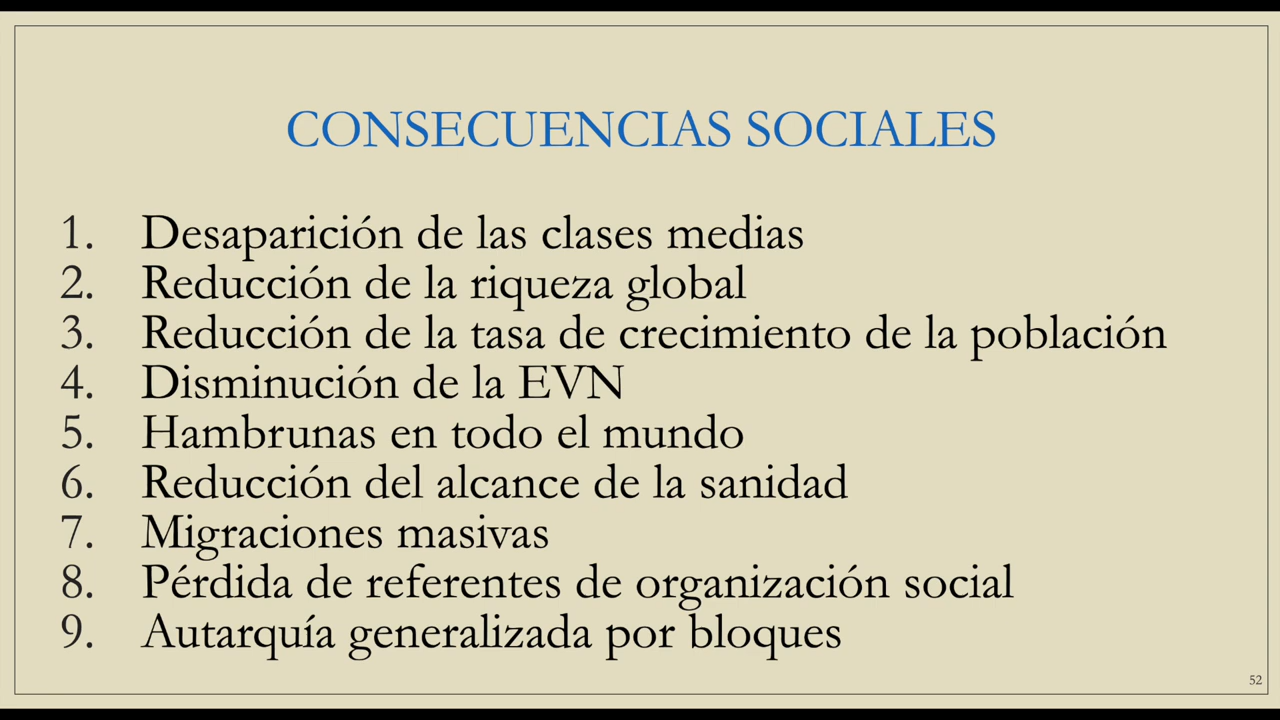 CONSECUENCIAS SOCIALES
1. Desaparición de las clases medias
2. Reducción de la riqueza global
3. Reducción de la tasa de crecimiento de la población
4. Disminución de la EVN
5. Hambrunas en todo el mundo
6. Reducción del alcance de la sanidad
7. Migraciones masivas
8. Pérdida de referentes de organización social
9. Autarquía generalizada por bloques
52